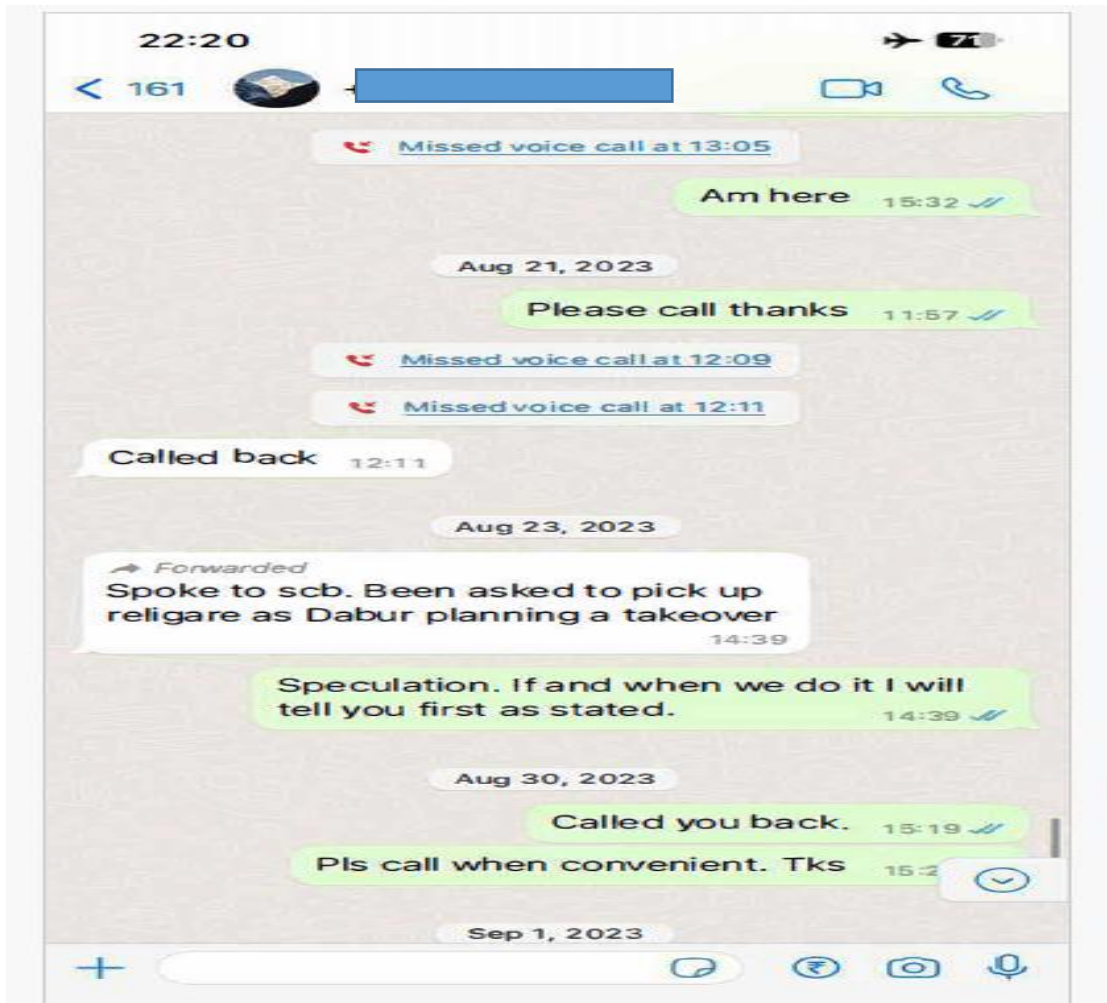 22:20
71
161
Missed voice call at 13:05
Am here 15:32
Aug 21, 2023
Please call thanks 11:57
Missed voice call at 12:09
Missed voice call at 12:11
Called back 12:11
Aug 23, 2023
Forwarded
Spoke to scb. Been asked to pick up
religare as Dabur planning a takeover
14:39
Speculation. If and when we do it I will
tell you first as stated. 14:39
Aug 30, 2023
Called you back. 15:19
Pls call when convenient. Tks 15:2
Sep 1, 2023